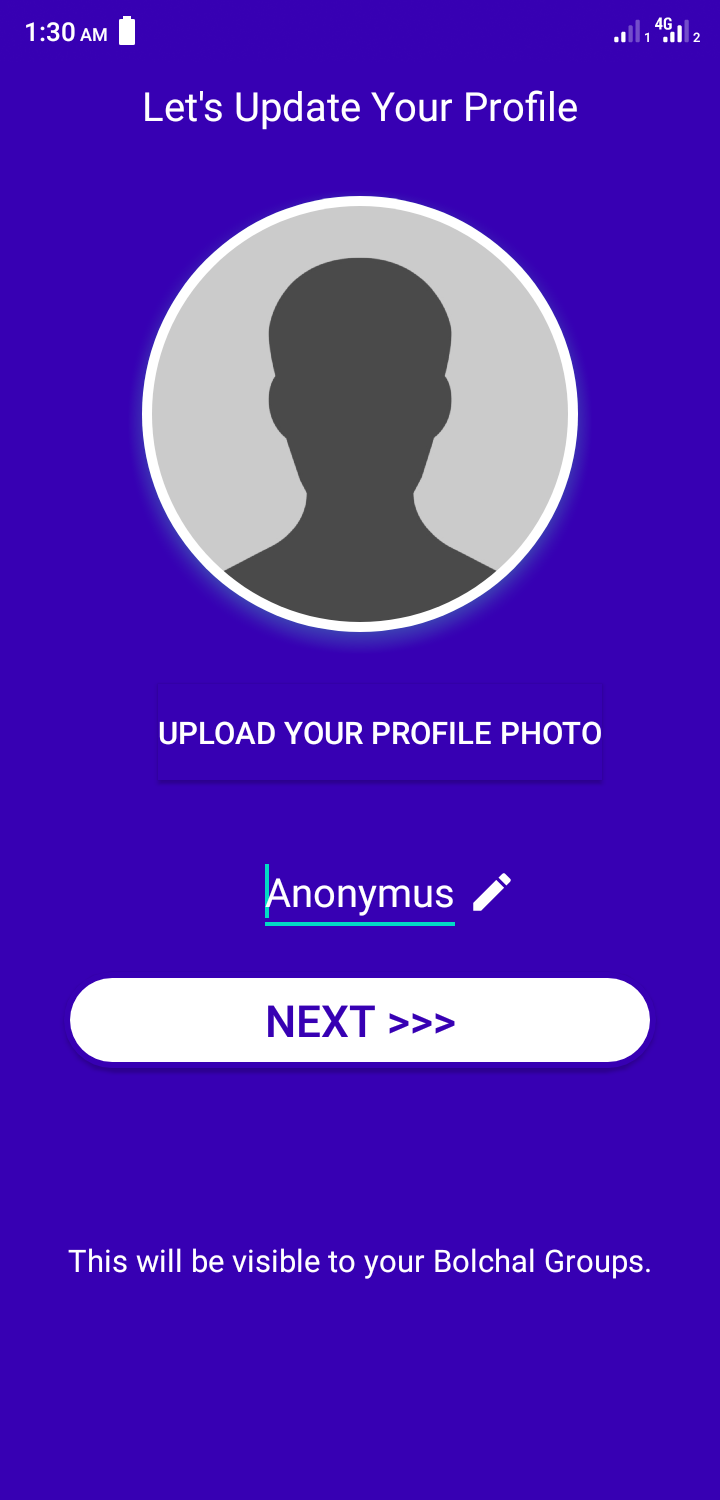 1:30 AM 1 4G 2
Let's Update Your Profile
UPLOAD YOUR PROFILE PHOTO
Anonymus
NEXT >>>
This will be visible to your Bolchal Groups.